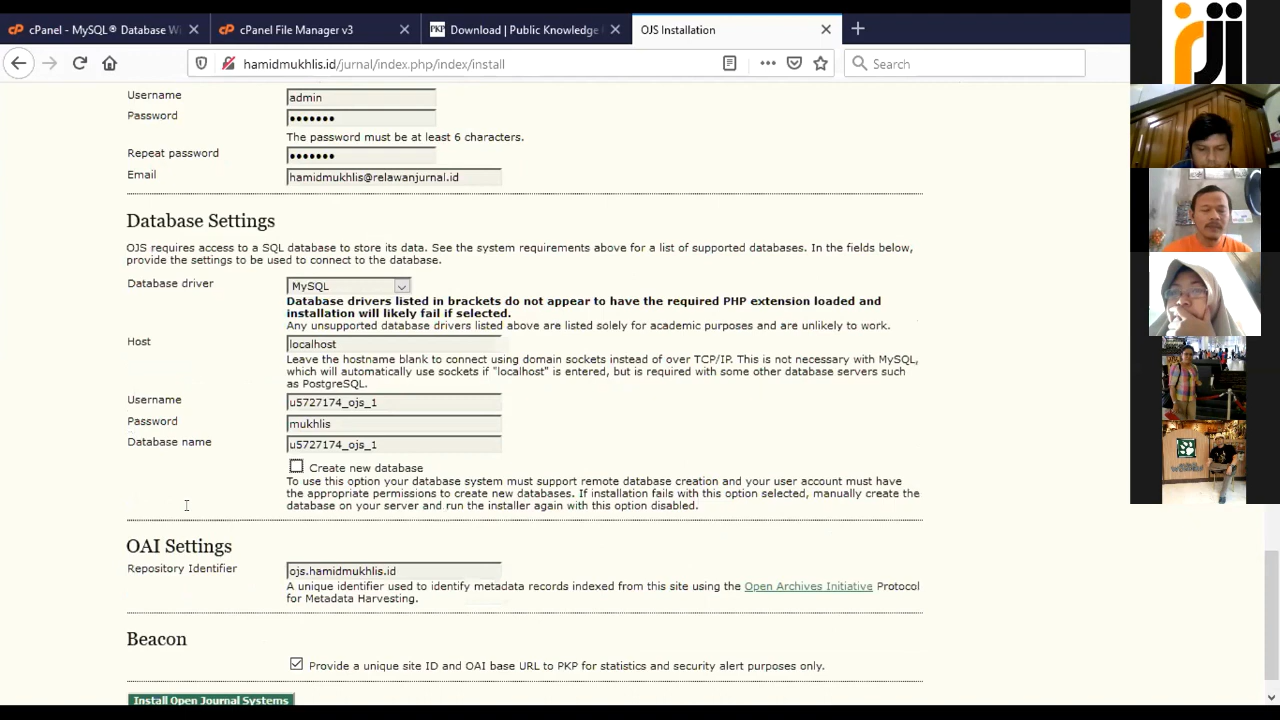 cPanel - MySQL® Database Wi
cPanel File Manager v3
PKP Download | Public Knowledge
OJS Installation
hamidmukhlis.id/jurnal/index.php/index/install
Search
rji
Username
admin
Password
•••••••
The password must be at least 6 characters.
Repeat password
•••••••
Email
hamidmukhlis@relawanjurnal.id
Database Settings
OJS requires access to a SQL database to store its data. See the system requirements above for a list of supported databases. In the fields below,
provide the settings to be used to connect to the database.
Database driver
MySQL
Database drivers listed in brackets do not appear to have the required PHP extension loaded and
installation will likely fail if selected.
Any unsupported database drivers listed above are listed solely for academic purposes and are unlikely to work.
Host
localhost
Leave the hostname blank to connect using domain sockets instead of over TCP/IP. This is not necessary with MySQL,
which will automatically use sockets if "localhost" is entered, but is required with some other database servers such
as PostgreSQL.
Username
u5727174_ojs_1
Password
mukhlis
Database name
u5727174_ojs_1
Create new database
To use this option your database system must support remote database creation and your user account must have
the appropriate permissions to create new databases. If installation fails with this option selected, manually create the
database on your server and run the installer again with this option disabled.
OAI Settings
Repository Identifier
ojs.hamidmukhlis.id
A unique identifier used to identify metadata records indexed from this site using the Open Archives Initiative Protocol
for Metadata Harvesting.
Beacon
Provide a unique site ID and OAI base URL to PKP for statistics and security alert purposes only.
Install Open Journal Systems